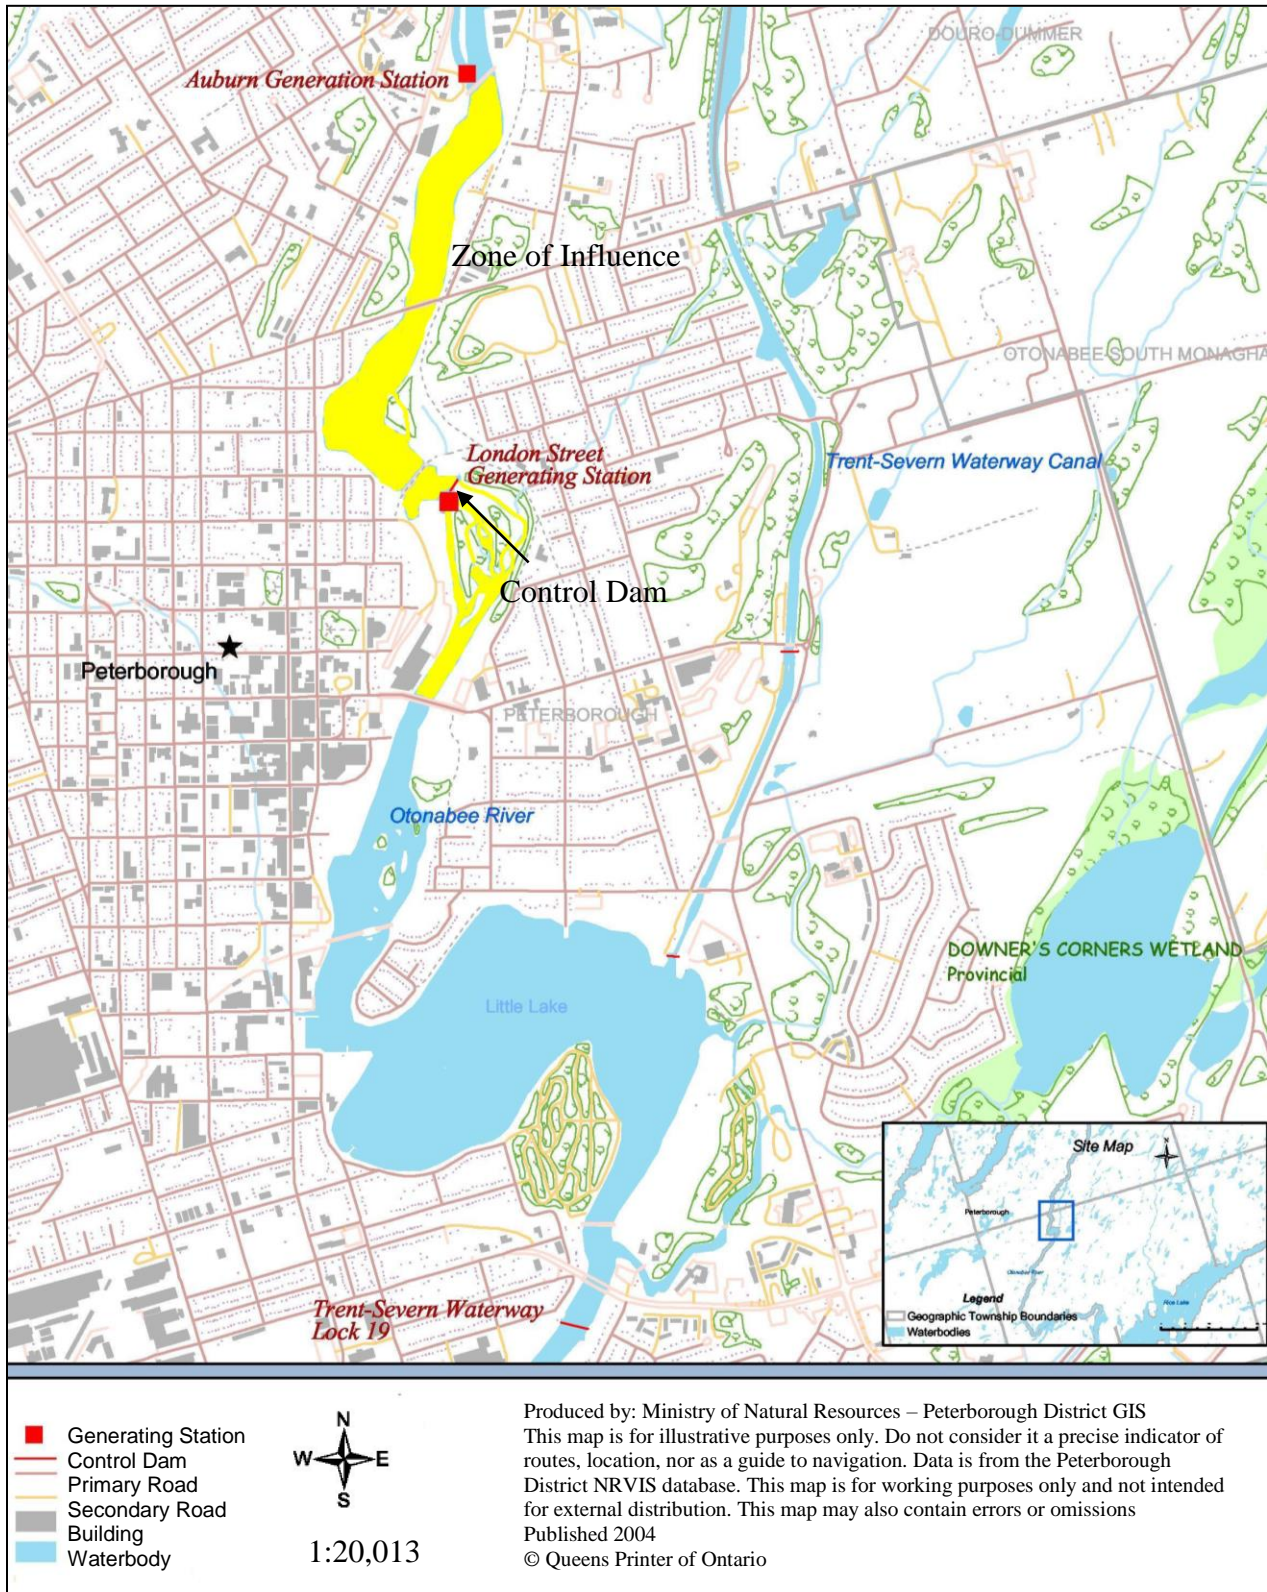 DOURO-DUMMER
Auburn Generation Station
Zone of Influence
OTONABEE-SOUTH MONAGHA
London Street
Generating Station
Trent-Severn Waterway Canal
Control Dam
Peterborough
PETERBOROUGH
Otonabee River
DOWNER'S CORNERS WETLAND
Provincial
Little Lake
Site Map
N
Peterborough
Otonabee River
Rice Lake
Legend
Geographic Township Boundaries
Waterbodies
Trent-Severn Waterway
Lock 19
Generating Station
Control Dam
Primary Road
Secondary Road
Building
Waterbody
N
W E
S
1:20,013
Produced by: Ministry of Natural Resources – Peterborough District GIS
This map is for illustrative purposes only. Do not consider it a precise indicator of
routes, location, nor as a guide to navigation. Data is from the Peterborough
District NRVIS database. This map is for working purposes only and not intended
for external distribution. This map may also contain errors or omissions
Published 2004
© Queens Printer of Ontario